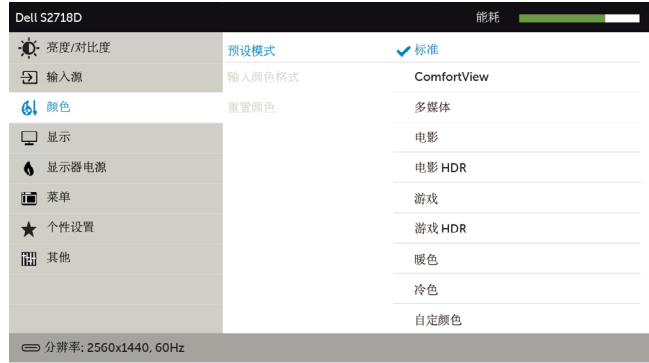 Dell S2718D 能耗
亮度/对比度 预设模式 标准
输入源 输入颜色格式 ComfortView
颜色 重置颜色 多媒体
显示 电影
显示器电源 电影 HDR
菜单 游戏
个性设置 游戏 HDR
其他 暖色
冷色
自定颜色
分辨率: 2560x1440, 60Hz